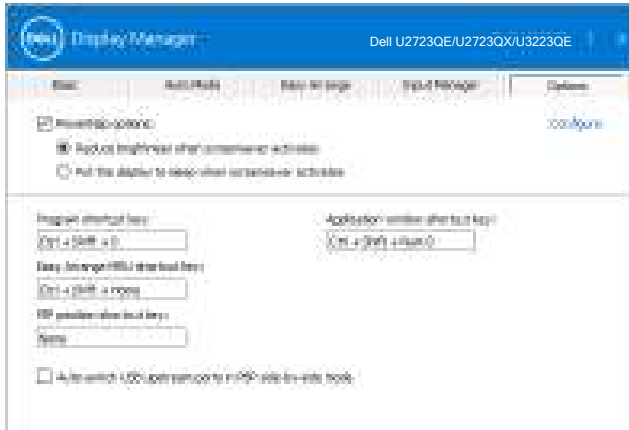 DELL Display Manager
Dell U2723QE/U2723QX/U3223QE
Basic Auto Mode Easy Arrange Input Manager Options
PowerNap options: Configure
Reduce brightness when screensaver activates
Put the display to sleep when screensaver activates
Program shortcut key: Application window shortcut key:
Ctrl + Shift + Ctrl + Shift +
Easy Arrange MRU shortcut key:
Ctrl + Shift + Home
PIP position shortcut key:
None
Auto switch USB upstream ports in PBP side-by-side mode